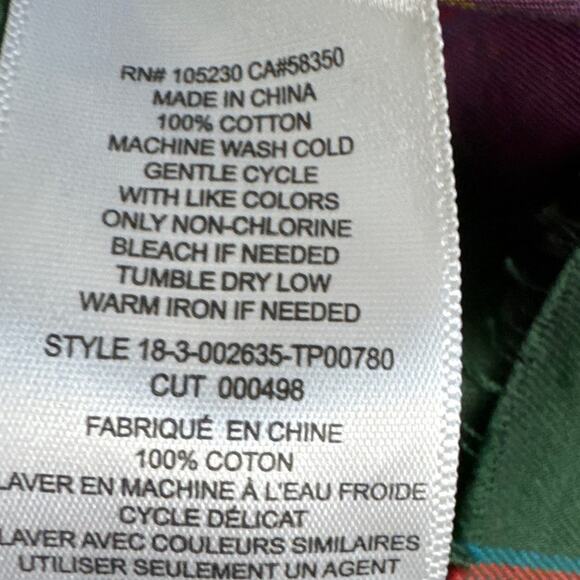 RN# 105230 CA#58350
MADE IN CHINA
100% COTTON
MACHINE WASH COLD
GENTLE CYCLE
WITH LIKE COLORS
ONLY NON-CHLORINE
BLEACH IF NEEDED
TUMBLE DRY LOW
WARM IRON IF NEEDED
STYLE 18-3-002635-TP00780
CUT 000498
FABRIQUÉ EN CHINE
100% COTON
LAVER EN MACHINE À L'EAU FROIDE
CYCLE DÉLICAT
LAVER AVEC COULEURS SIMILAIRES
UTILISER SEULEMENT UN AGENT